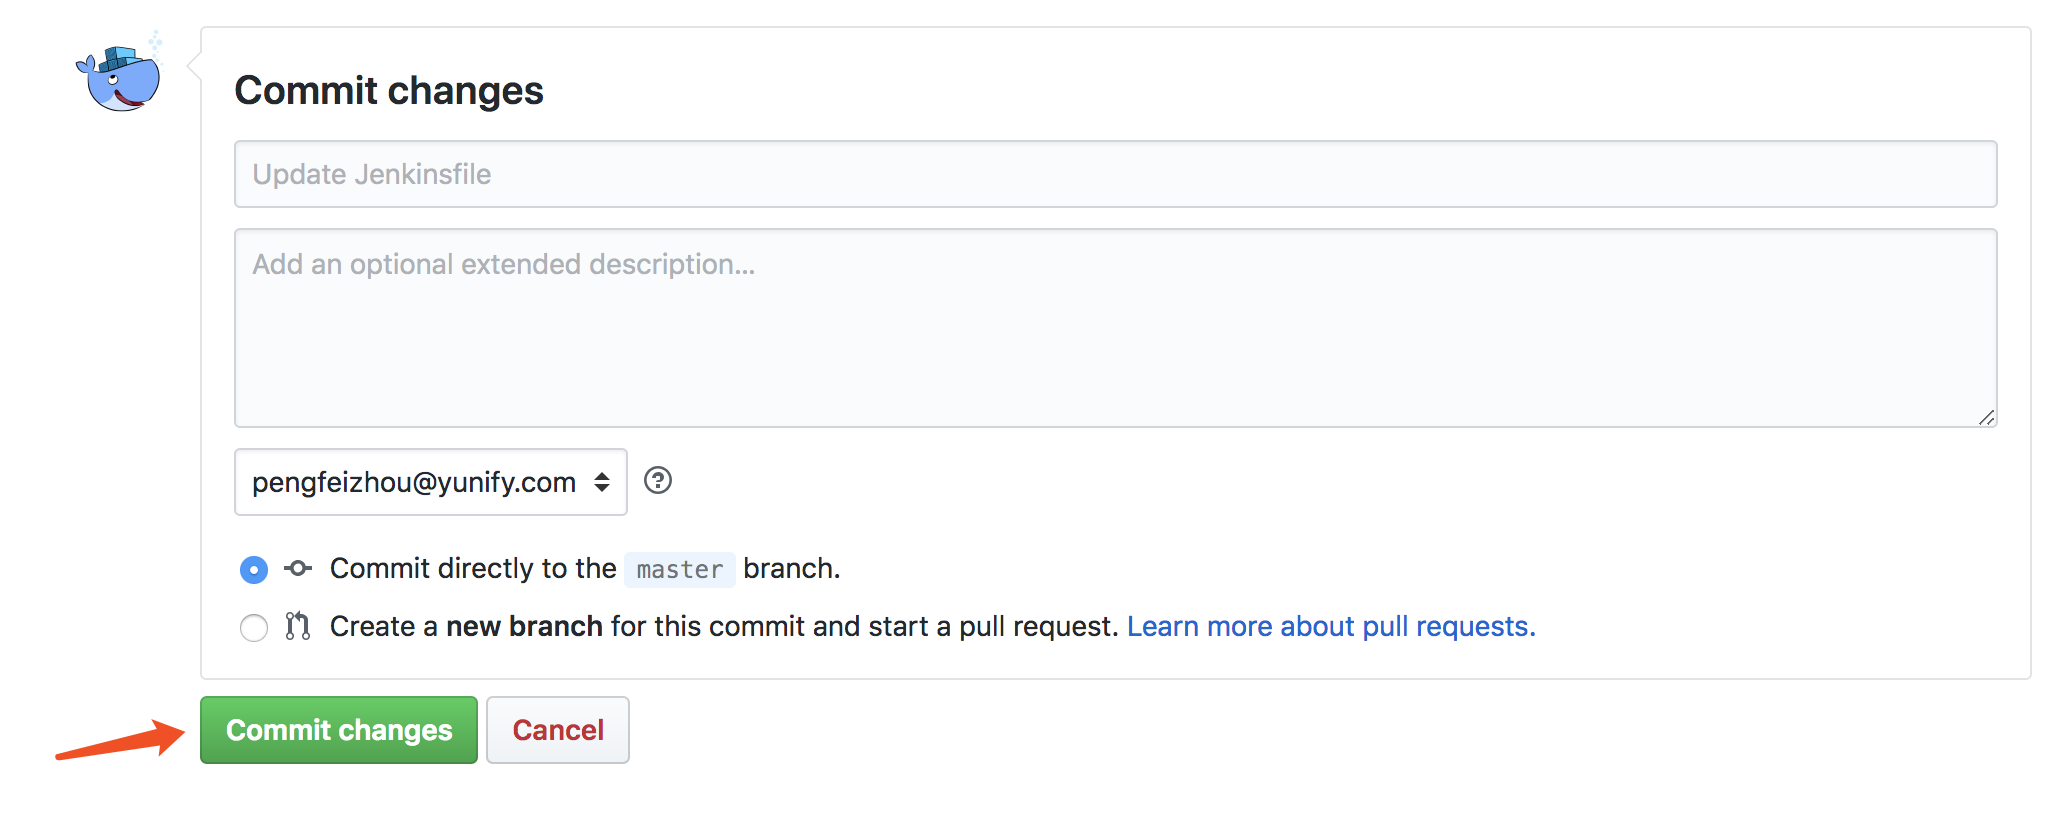 Commit changes
Update Jenkinsfile
Add an optional extended description...
pengfeizhou@yunify.com
Commit directly to the master branch.
Create a new branch for this commit and start a pull request. Learn more about pull requests.
Commit changes Cancel